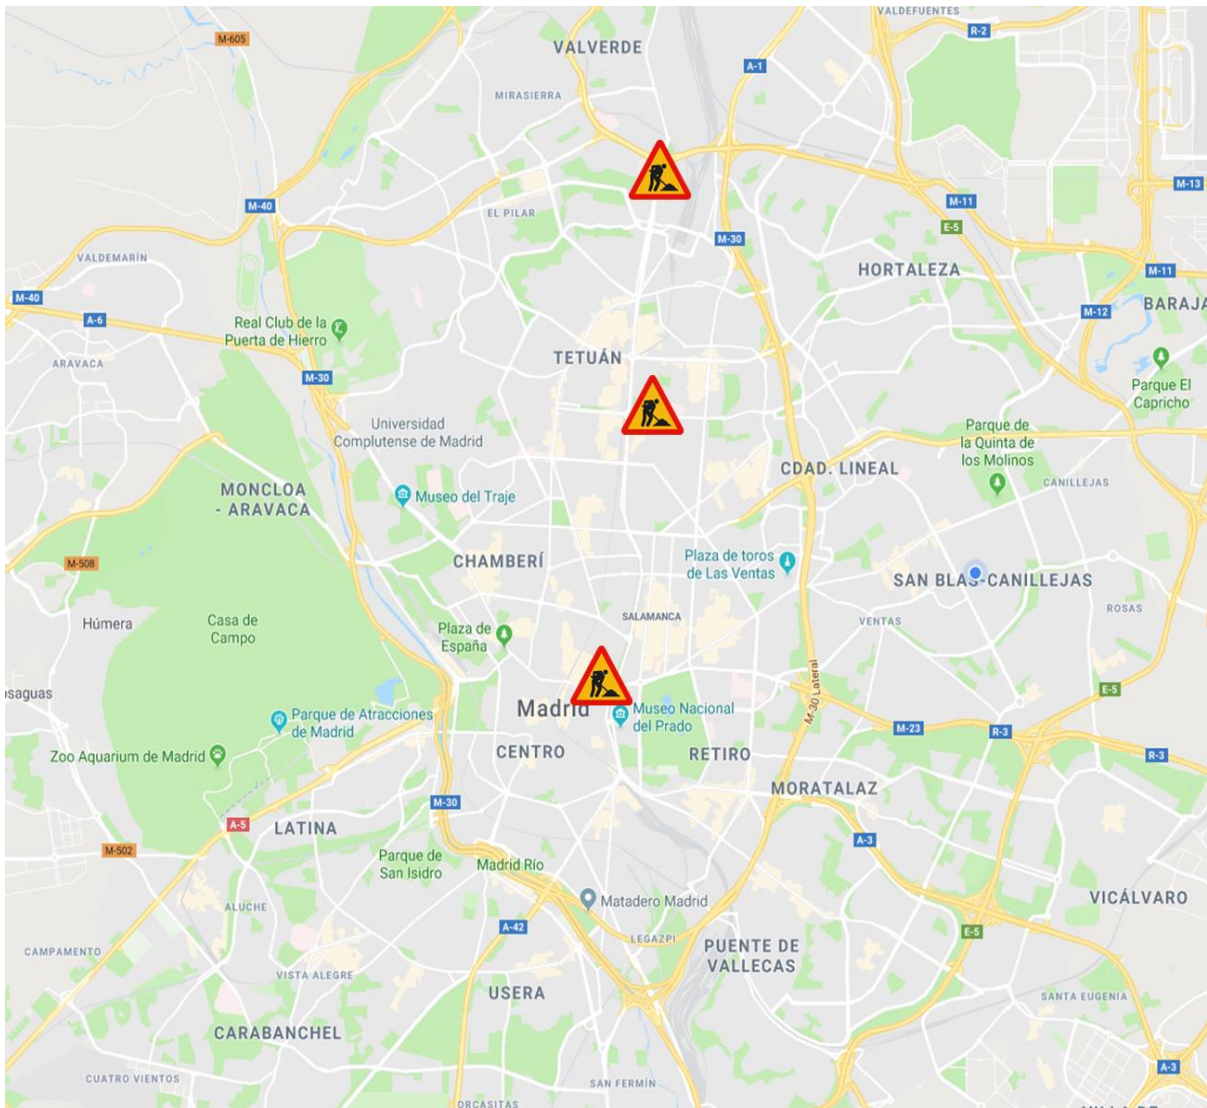 VALDEFUENTES
R-2
M-605
VALVERDE
A-1
MIRASIERRA
M-13
M-11
EL PILAR
M-40
E-5
M-30
VALDEMARÍN
HORTALEZA
M-11
M-40
BARAJA
A-6
M-12
Real Club de la
Puerta de Hierro
TETUÁN
ARAVACA
M-30
Parque El
Capricho
Universidad
Complutense de Madrid
Parque de
la Quinta de
los Molinos
CDAD. LINEAL
CANILLEJAS
MONCLOA
- ARAVACA
Museo del Traje
M-508
CHAMBERÍ
Plaza de toros
de Las Ventas
SAN BLAS-CANILLEJAS
ROSAS
Húmera
Casa de
Campo
Plaza de
España
SALAMANCA
VENTAS
osaguas
M-30 Lateral
E-5
Madrid
Museo Nacional
del Prado
Parque de Atracciones
de Madrid
M-23
R-3
Zoo Aquarium de Madrid
CENTRO
RETIRO
R-3
MORATALAZ
M-30
A-5
LATINA
A-3
M-502
Parque de
San Isidro
Madrid Río
VICÁLVARO
ALUCHE
Matadero Madrid
A-42
LEGAZPI
E-5
CAMPAMENTO
PUENTE DE
VALLECAS
VISTA ALEGRE
USERA
SANTA EUGENIA
CARABANCHEL
A-3
CUATRO VIENTOS
SAN FERMÍN
ORCASITAS